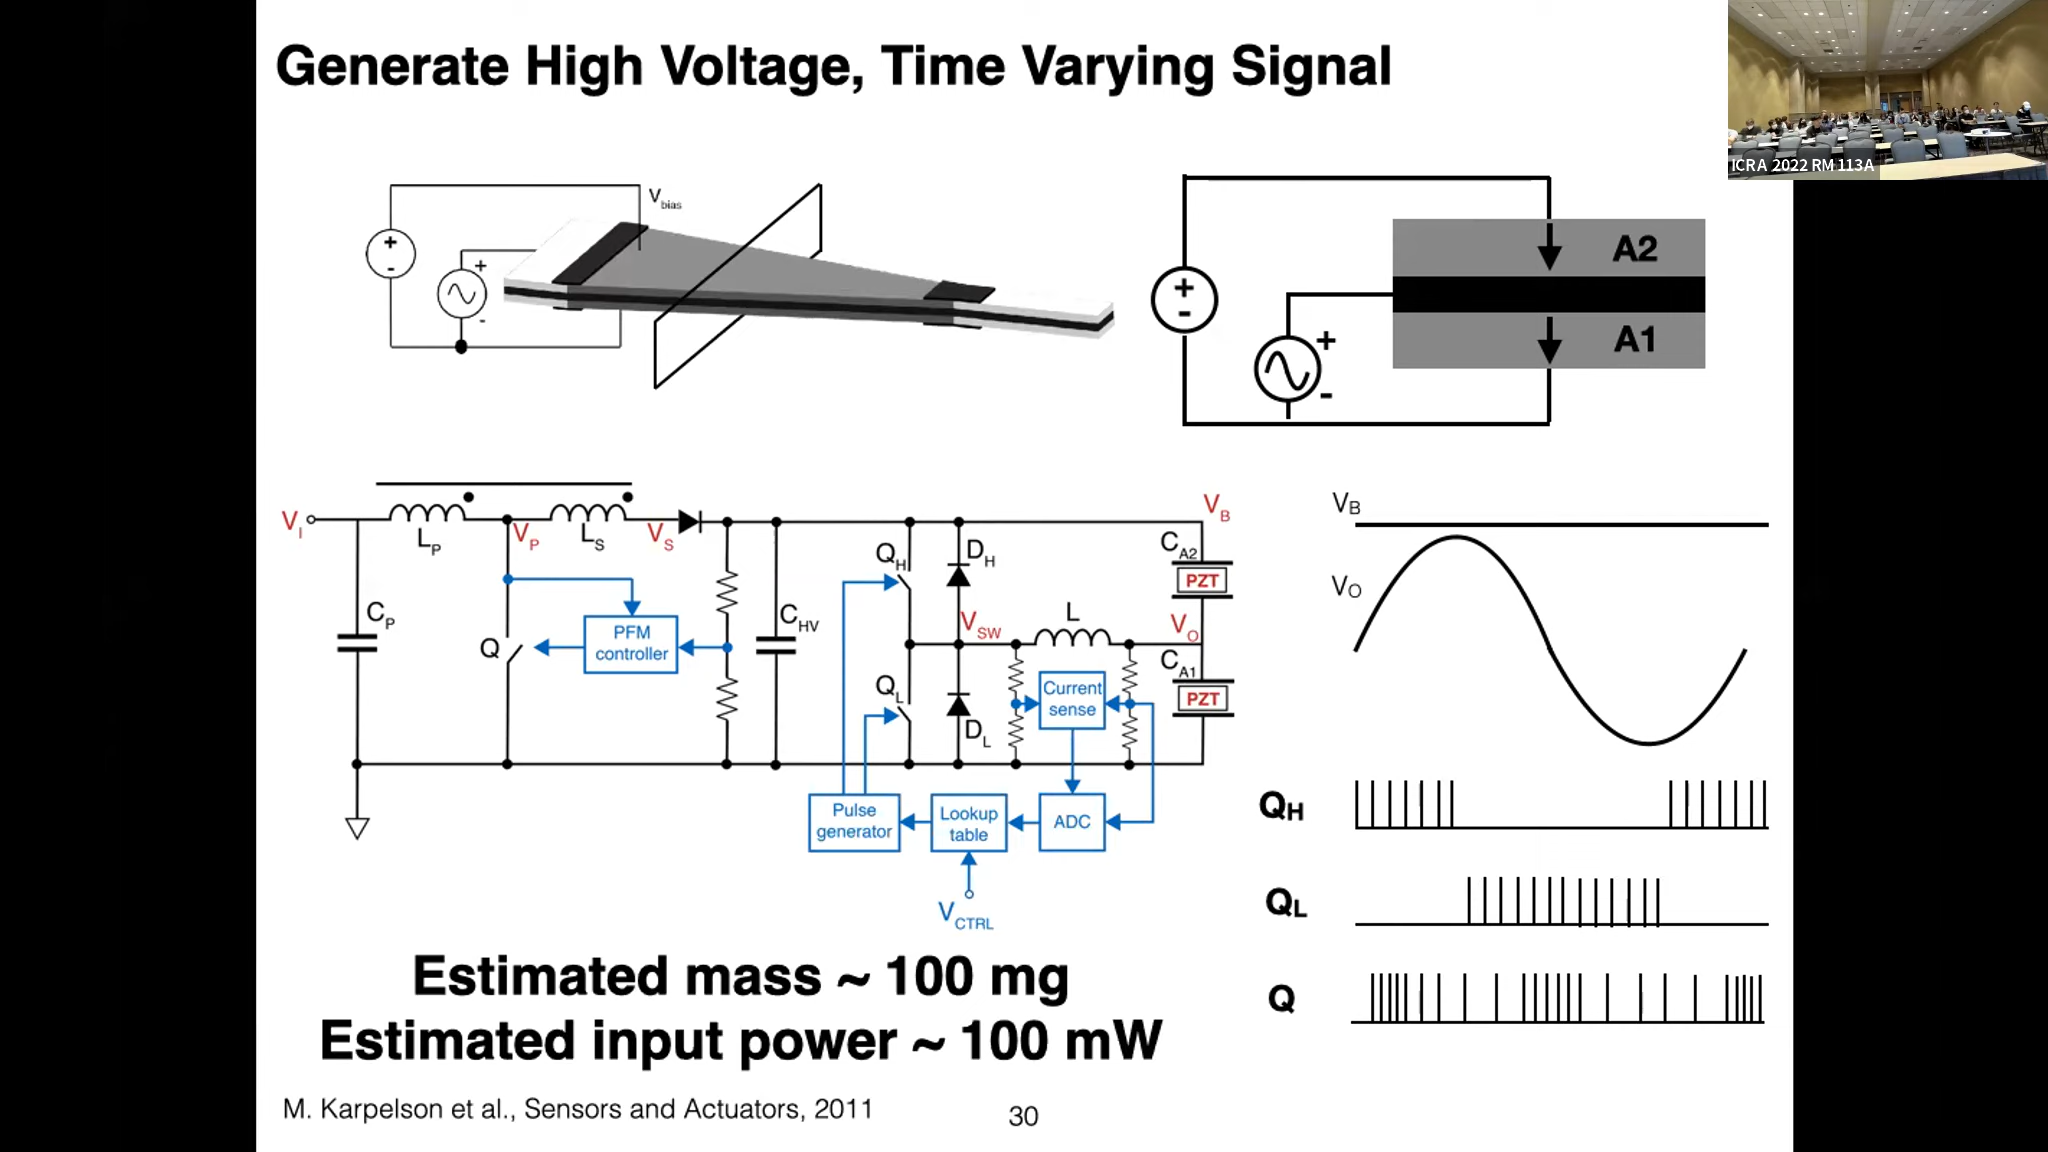 Generate High Voltage, Time Varying Signal
ICRA 2022 RM 113A
Vbias
+
-
+
-
+
-
+
-
A2
A1
VI
LP
VP
LS
VS
CP
Q
PFM
controller
CHV
QH
DH
VSW
L
VB
CA2
PZT
VO
CA1
PZT
QL
DL
Current
sense
Pulse
generator
Lookup
table
ADC
VCTRL
VB
VO
QH
QL
Q
Estimated mass ~ 100 mg
Estimated input power ~ 100 mW
M. Karpelson et al., Sensors and Actuators, 2011
30